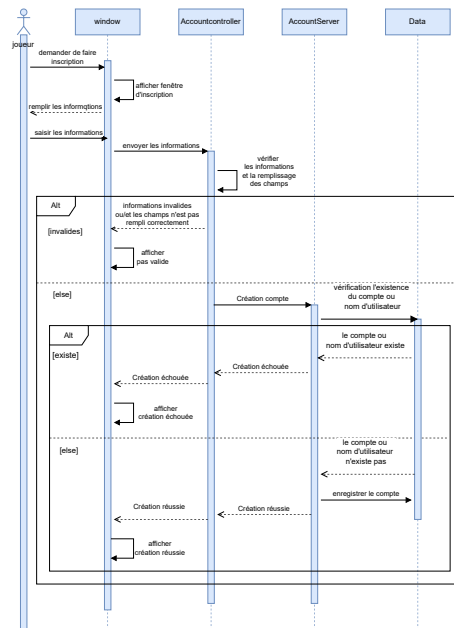 window
Accountcontroller
AccountServer
Data
joueur
demander de faire
inscription
afficher fenêtre
d'inscription
remplir les informqtions
saisir les informations
envoyer les informations
vérifier
les informations
et la remplissage
des champs
Alt
informations invalides
ou/et les champs n'est pas
rempli correctement
[invalides]
afficher
pas valide
[else]
vérification l'existence
du compte ou
nom d'utilisateur
Création compte
Alt
le compte ou
nom d'utilisateur existe
[existe]
Création échouée
Création échouée
afficher
création échouée
[else]
le compte ou
nom d'utilisateur
n'existe pas
enregistrer le compte
Création réussie
Création réussie
afficher
création réussie